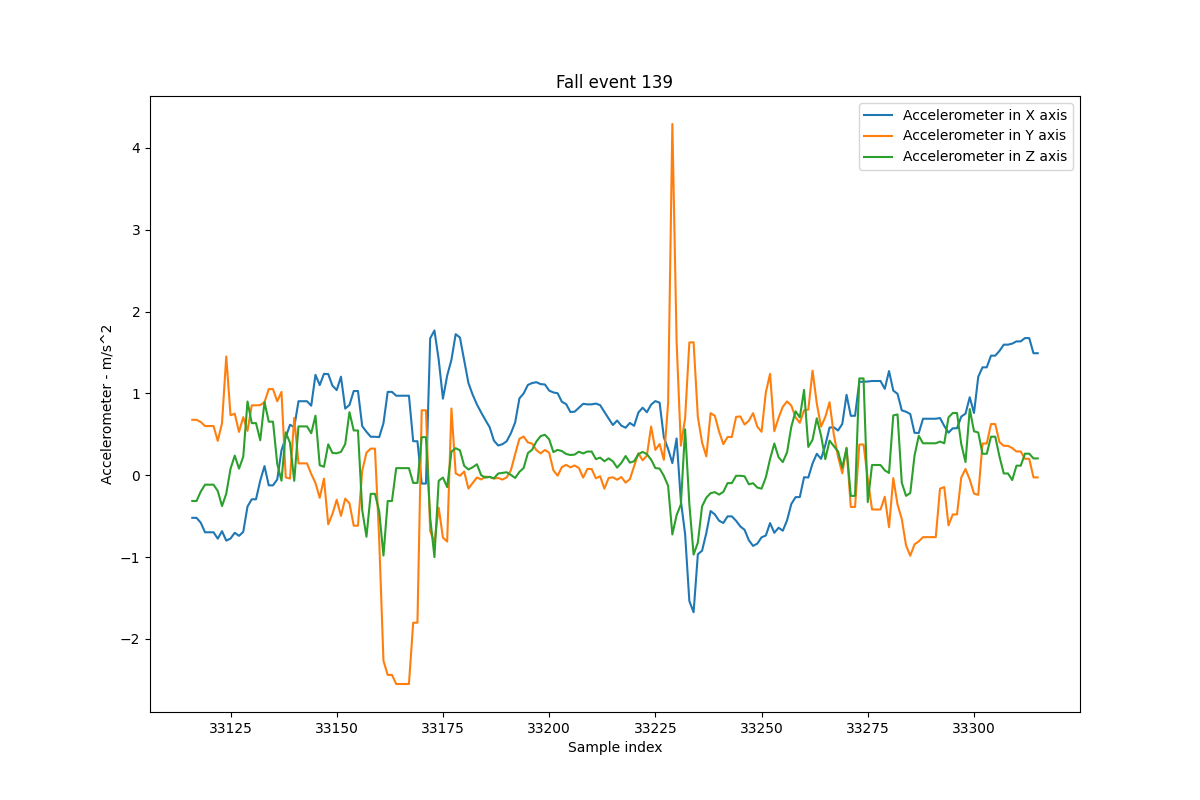 Fall event 139
Accelerometer in X axis
Accelerometer in Y axis
Accelerometer in Z axis
Accelerometer - m/s^2
4
3
2
1
0
−1
−2
33125 33150 33175 33200 33225 33250 33275 33300
Sample index